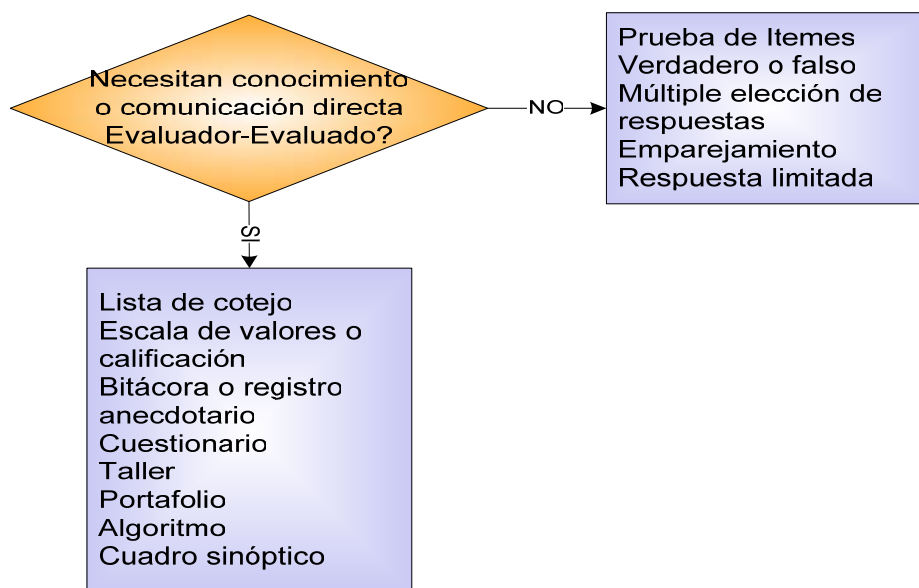 Necesitan conocimiento
o comunicación directa
Evaluador-Evaluado?
NO
Prueba de Itemes
Verdadero o falso
Múltiple elección de
respuestas
Emparejamiento
Respuesta limitada
SI
Lista de cotejo
Escala de valores o
calificación
Bitácora o registro
anecdotario
Cuestionario
Taller
Portafolio
Algoritmo
Cuadro sinóptico